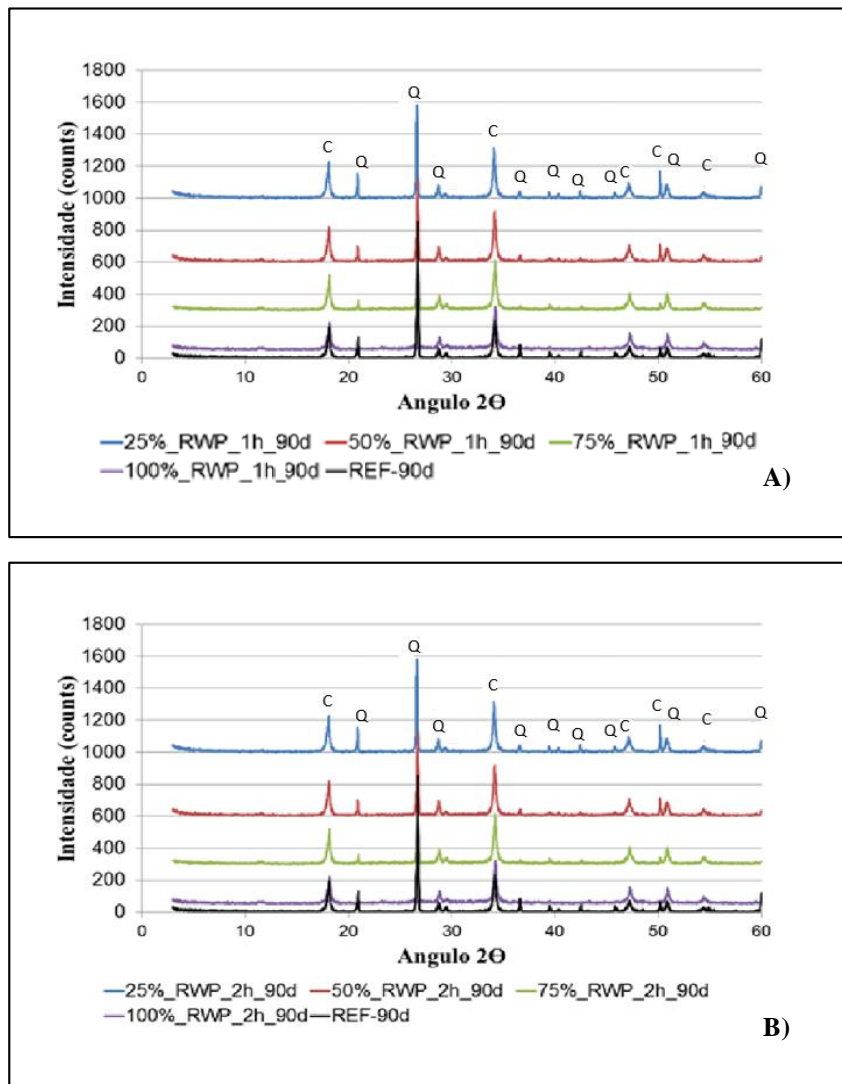 1800
1600
1400
1200
1000
800
600
400
200
0
Intensidade (counts)
C
Q
Q
Q
C
Q
Q
Q
Q
C
C
Q
C
Q
0 10 20 30 40 50 60
Angulo 2Θ
25%_RWP_1h_90d 50%_RWP_1h_90d 75%_RWP_1h_90d
100%_RWP_1h_90d REF-90d
A)
1800
1600
1400
1200
1000
800
600
400
200
0
Intensidade (counts)
C
Q
Q
Q
C
Q
Q
Q
Q
C
C
Q
C
Q
0 10 20 30 40 50 60
Angulo 2Θ
25%_RWP_2h_90d 50%_RWP_2h_90d 75%_RWP_2h_90d
100%_RWP_2h_90d REF-90d
B)